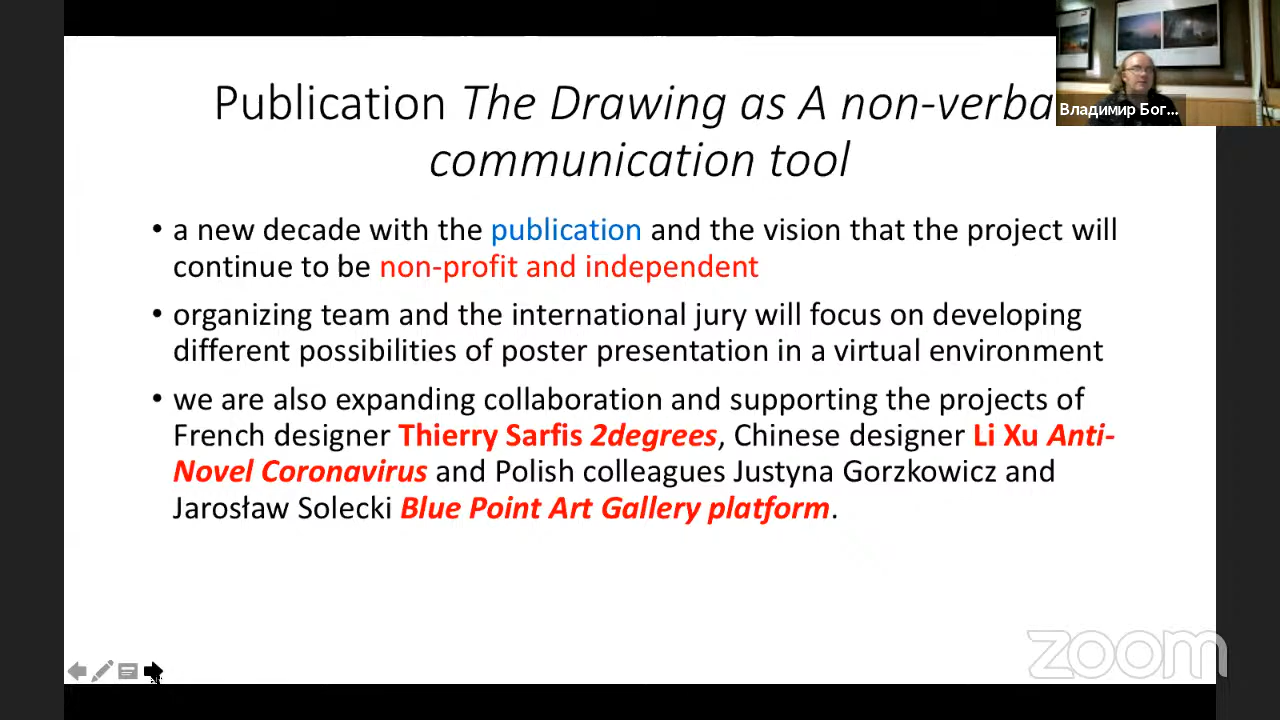 Publication The Drawing as A non-verba
communication tool
Владимир Бог...
• a new decade with the publication and the vision that the project will
continue to be non-profit and independent
• organizing team and the international jury will focus on developing
different possibilities of poster presentation in a virtual environment
• we are also expanding collaboration and supporting the projects of
French designer Thierry Sarfis 2degrees, Chinese designer Li Xu Anti-
Novel Coronavirus and Polish colleagues Justyna Gorzkowicz and
Jarosław Solecki Blue Point Art Gallery platform.
zoom